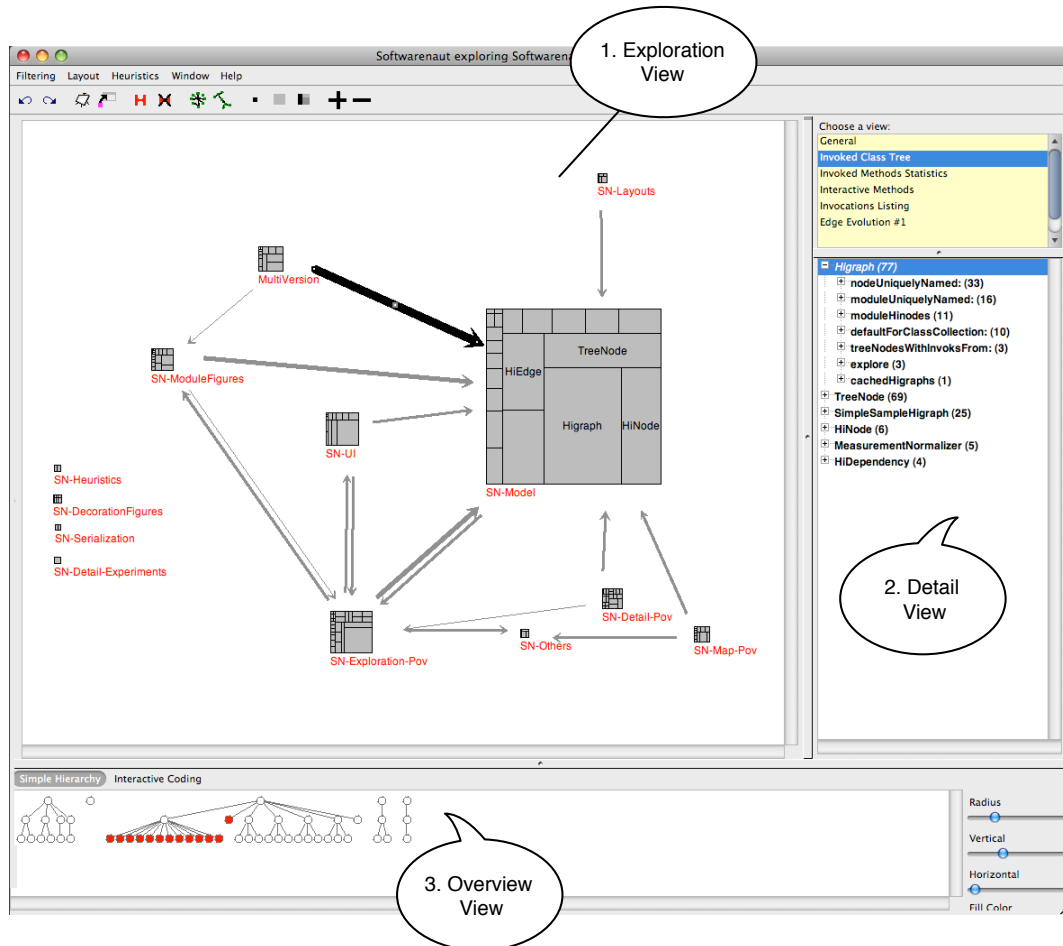 Softwarenaut exploring Softwarena
1. Exploration
View
Filtering Layout Heuristics Window Help
H
Choose a view:
General
Invoked Class Tree
Invoked Methods Statistics
Interactive Methods
Invocations Listing
Edge Evolution #1
SN-Layouts
MultiVersion
SN-ModuleFigures
TreeNode
HiEdge
Higraph
HiNode
SN-UI
SN-Model
SN-Heuristics
SN-DecorationFigures
SN-Serialization
SN-Detail-Experiments
SN-Exploration-Pov
SN-Others
SN-Detail-Pov
SN-Map-Pov
Higraph (77)
nodeUniquelyNamed: (33)
moduleUniquelyNamed: (16)
moduleHinodes (11)
defaultForClassCollection: (10)
treeNodesWithInvoksFrom: (3)
explore (3)
cachedHigraphs (1)
TreeNode (69)
SimpleSampleHigraph (25)
HiNode (6)
MeasurementNormalizer (5)
HiDependency (4)
2. Detail
View
Simple Hierarchy Interactive Coding
3. Overview
View
Radius
Vertical
Horizontal
Fill Color